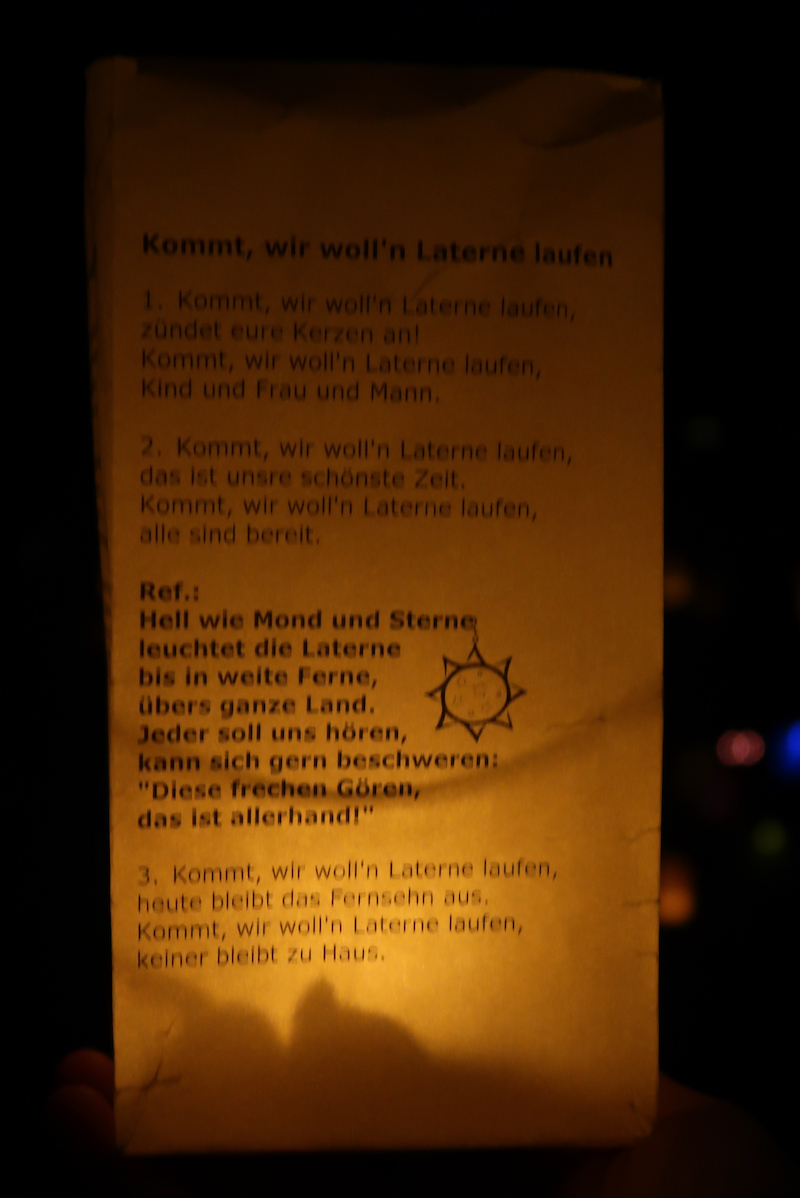 Kommt, wir woll'n Laterne laufen
1. Kommt, wir woll'n Laterne laufen,
zündet eure Kerzen an!
Kommt, wir woll'n Laterne laufen,
Kind und Frau und Mann.
2. Kommt, wir woll'n Laterne laufen,
das ist unsre schönste Zeit.
Kommt, wir woll'n Laterne laufen,
alle sind bereit.
Ref.:
Hell wie Mond und Sterne
leuchtet die Laterne
bis in weite Ferne,
übers ganze Land.
Jeder soll uns hören,
kann sich gern beschweren:
"Diese frechen Gören,
das ist allerhand!"
3. Kommt, wir woll'n Laterne laufen,
heute bleibt das Fernsehn aus.
Kommt, wir woll'n Laterne laufen,
keiner bleibt zu Haus.